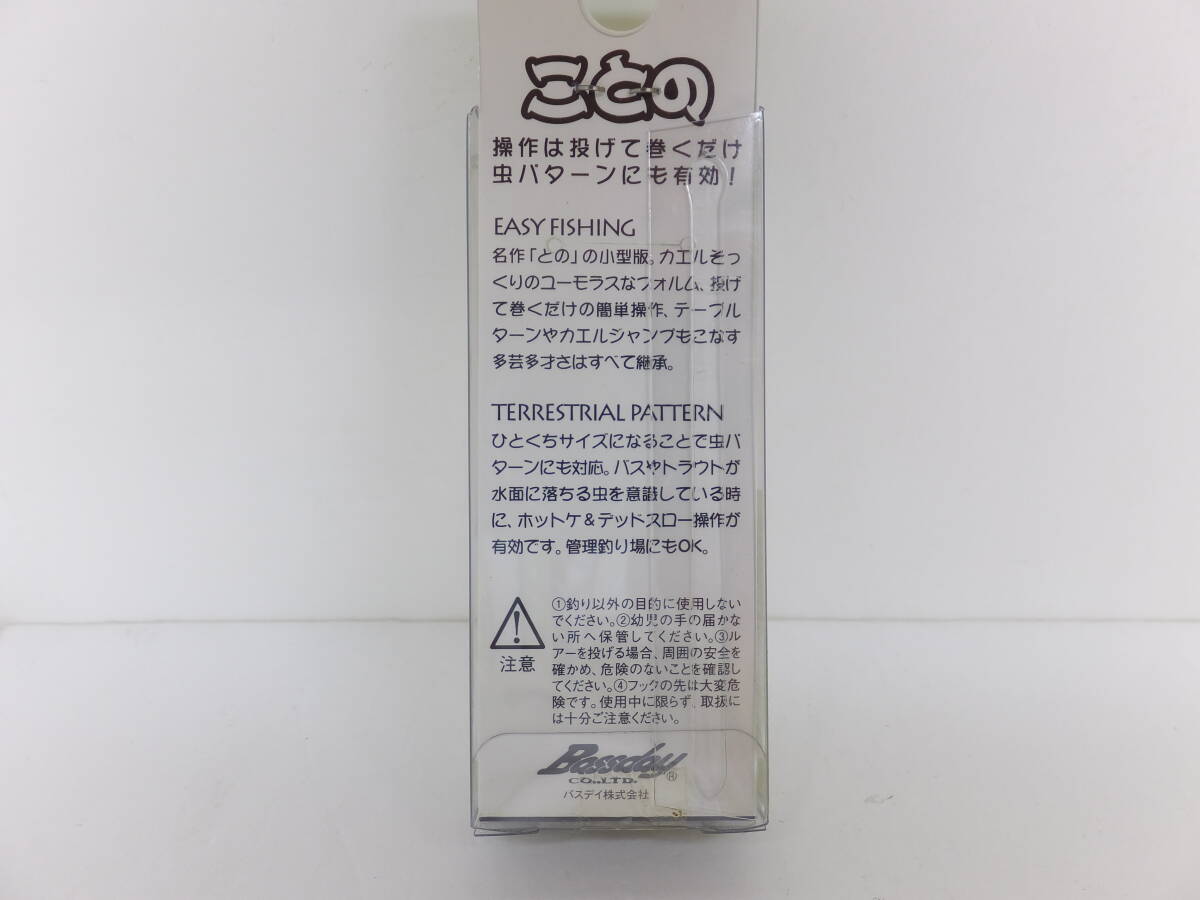 ことの
操作は投げて巻くだけ
虫パターンにも有効！
EASY FISHING
名作「との」の小型版。カエルそっ
くりのユーモラスなフォルム、投げ
て巻くだけの簡単操作、テーブル
ターンやカエルジャンプもこなす
多芸多才さはすべて継承。
TERRESTRIAL PATTERN
ひとくちサイズになることで虫パ
ターンにも対応。バスやトラウトが
水面に落ちる虫を意識している時
に、ホットケ＆デッドスロー操作が
有効です。管理釣り場にもOK。
注意
①釣り以外の目的に使用しない
でください。②幼児の手の届かな
い所へ保管してください。③ル
アーを投げる場合、周囲の安全を
確かめ、危険のないことを確認し
てください。④フックの先は大変危
険です。使用中に限らず、取扱に
は十分ご注意ください。
Bassday®
CO.,LTD.
バスデイ株式会社